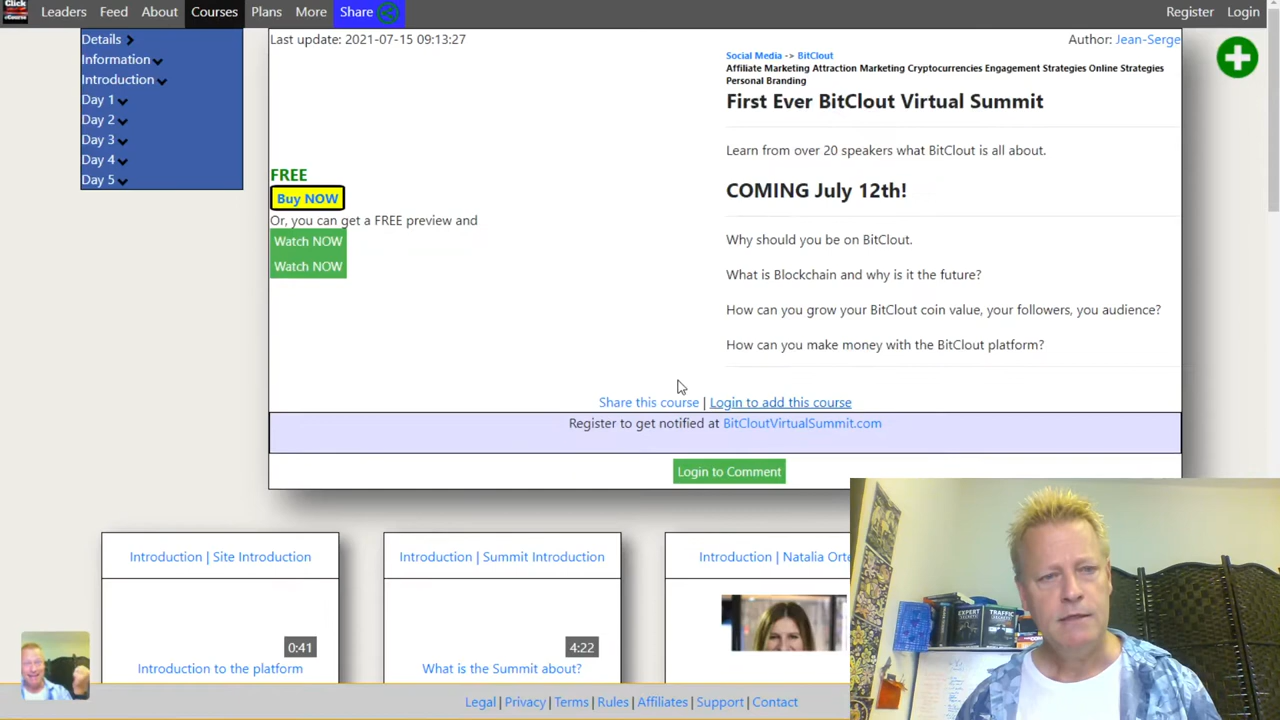 Click
eCourse
Leaders Feed About Courses Plans More Share Register Login
Details
Information
Introduction
Day 1
Day 2
Day 3
Day 4
Day 5
Last update: 2021-07-15 09:13:27
Author: Jean-Serge
Social Media -> BitClout
Affiliate Marketing Attraction Marketing Cryptocurrencies Engagement Strategies Online Strategies
Personal Branding
First Ever BitClout Virtual Summit
Learn from over 20 speakers what BitClout is all about.
FREE
Buy NOW
Or, you can get a FREE preview and
Watch NOW
Watch NOW
COMING July 12th!
Why should you be on BitClout.
What is Blockchain and why is it the future?
How can you grow your BitClout coin value, your followers, you audience?
How can you make money with the BitClout platform?
Share this course | Login to add this course
Register to get notified at BitCloutVirtualSummit.com
Login to Comment
Introduction | Site Introduction
0:41
Introduction to the platform
Introduction | Summit Introduction
4:22
What is the Summit about?
Introduction | Natalia Orte
EXPERT
SECRETS
TRAFFIC
SECRETS
Legal | Privacy | Terms | Rules | Affiliates | Support | Contact